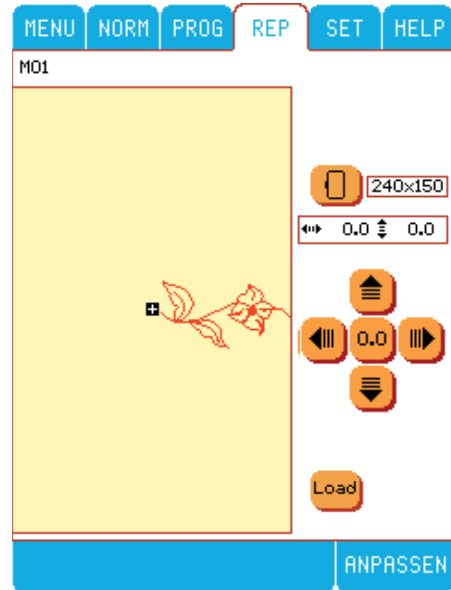 MENU NORM PROG REP SET HELP
M01
240x150
0.0 0.0
0.0
Load
ANPASSEN